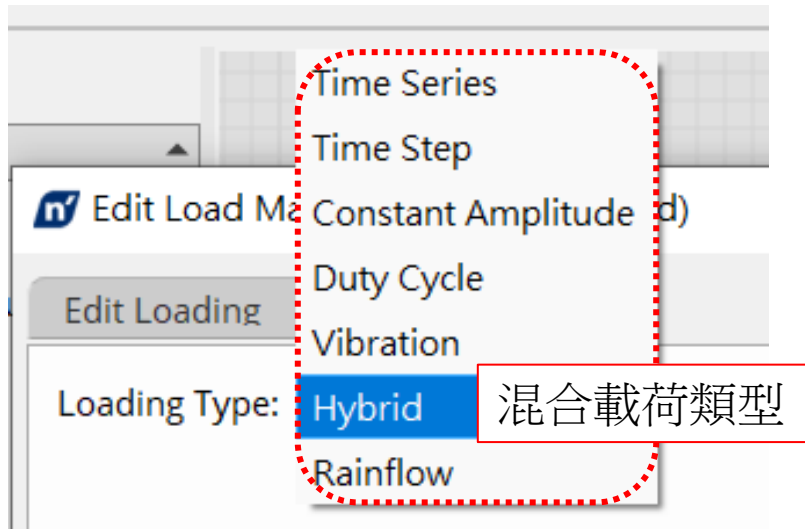 Time Series
Time Step
n Edit Load Ma
d)
Constant Amplitude
Duty Cycle
Edit Loading
Vibration
Loading Type:
Hybrid
混合載荷類型
Rainflow